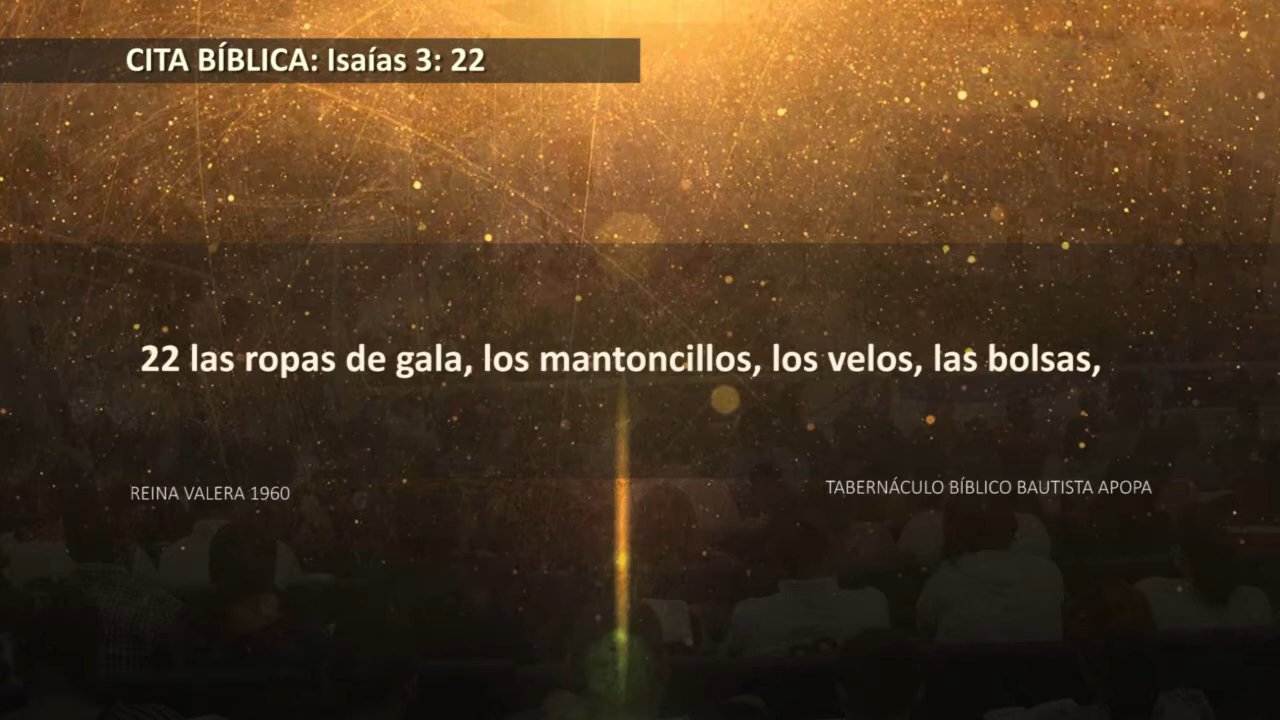 CITA BÍBLICA: Isaías 3: 22
22 las ropas de gala, los mantoncillos, los velos, las bolsas,
REINA VALERA 1960
TABERNÁCULO BÍBLICO BAUTISTA APOPA